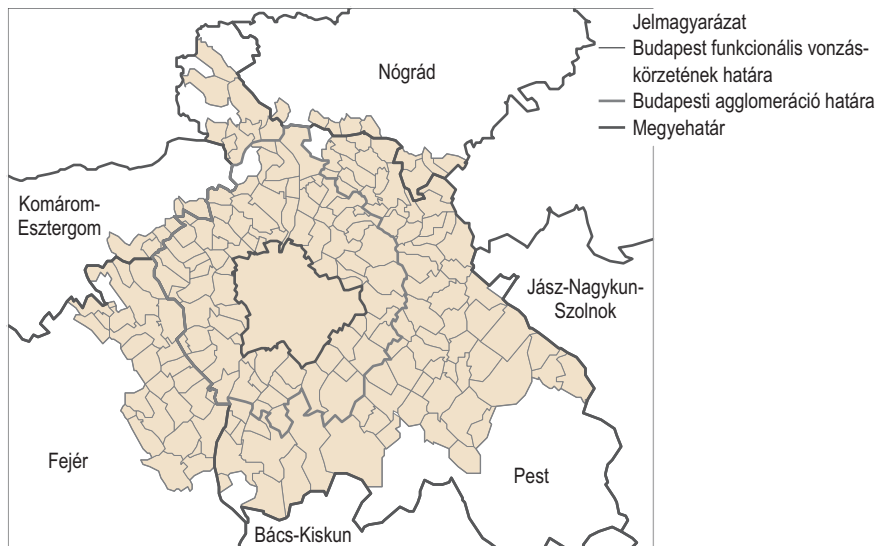 Jelmagyarázat
Budapest funkcionális vonzás-
körzetének határa
Budapesti agglomeráció határa
Megyehatár
Nógrád
Komárom-
Esztergom
Jász-Nagykun-
Szolnok
Fejér
Pest
Bács-Kiskun